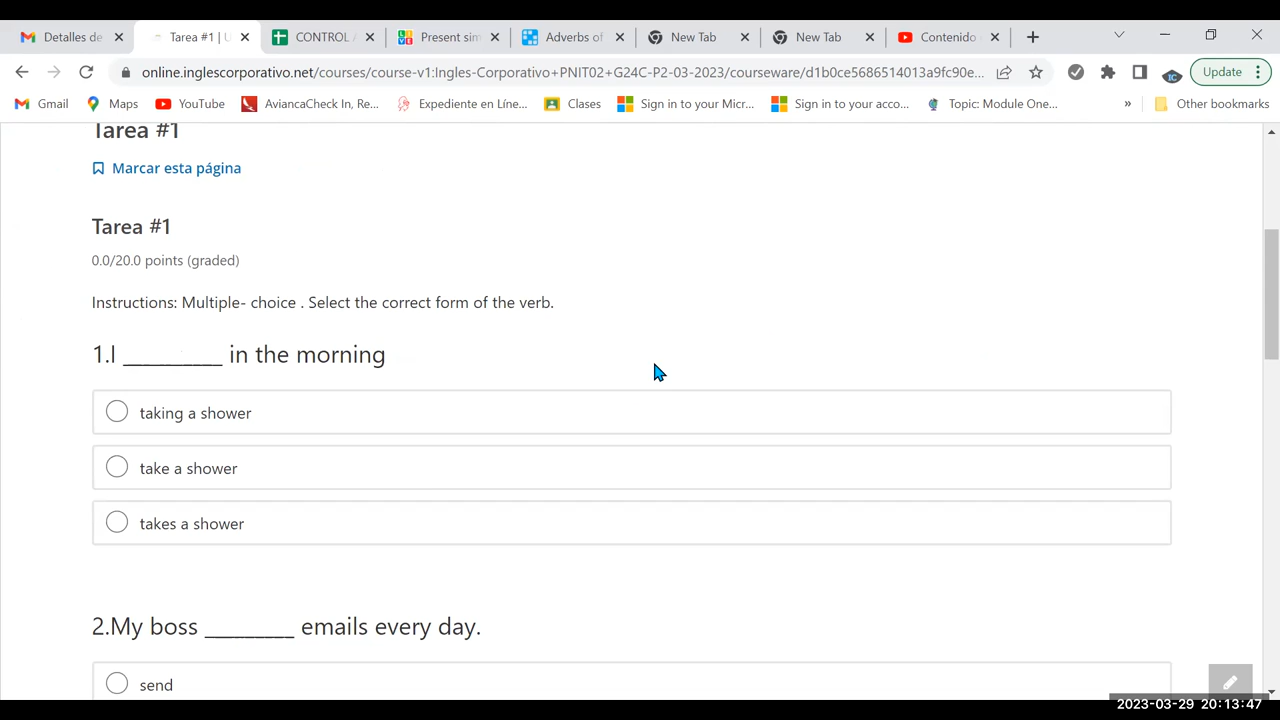 Detalles de
Tarea #1 | U
CONTROL A
Present sim
Adverbs of
New Tab
New Tab
Contenido
online.inglescorporativo.net/courses/course-v1:Ingles-Corporativo+PNIT02+G24C-P2-03-2023/courseware/d1b0ce5686514013a9fc90e...
Update
Gmail
Maps
YouTube
AviancaCheck In, Re...
Expediente en Líne...
Clases
Sign in to your Micr...
Sign in to your acco...
Topic: Module One...
»
Other bookmarks
Tarea #1
Marcar esta página
Tarea #1
0.0/20.0 points (graded)
Instructions: Multiple- choice . Select the correct form of the verb.
1.I __________ in the morning
taking a shower
take a shower
takes a shower
2.My boss _________ emails every day.
send
2023-03-29 20:13:47